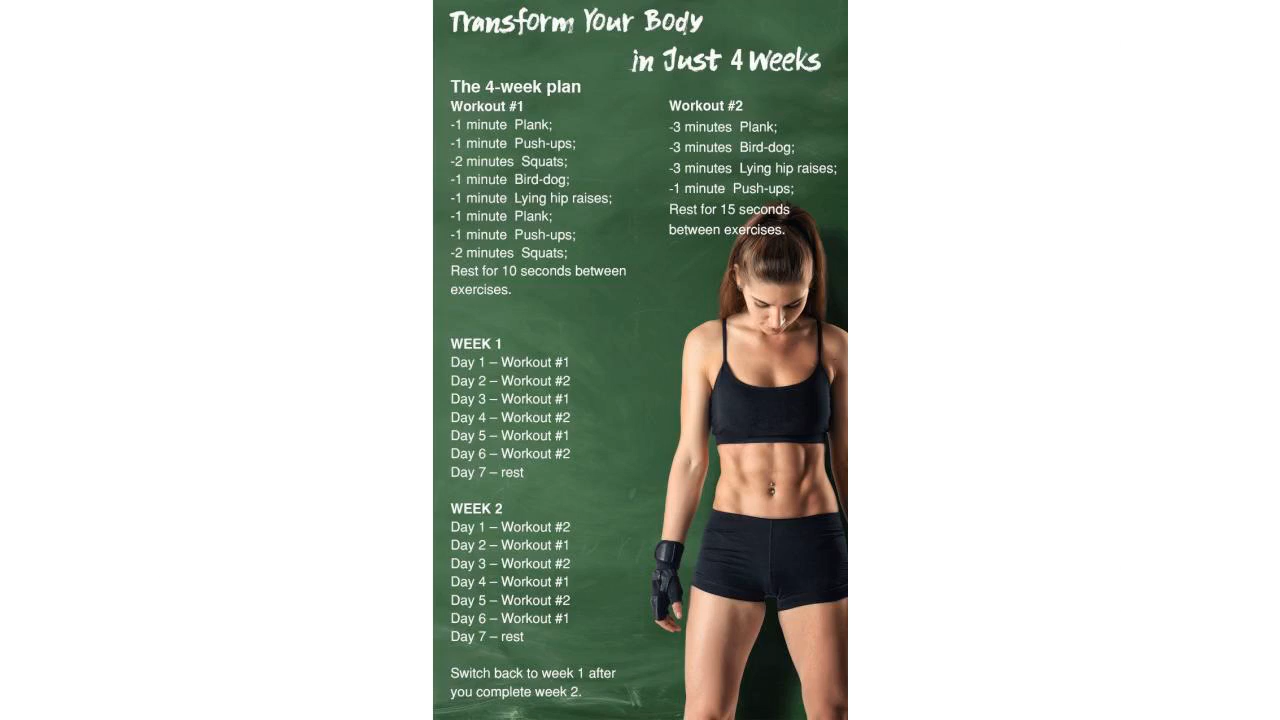 Transform Your Body
in Just 4 Weeks
The 4-week plan
Workout #1
-1 minute  Plank;
-1 minute  Push-ups;
-2 minutes  Squats;
-1 minute  Bird-dog;
-1 minute  Lying hip raises;
-1 minute  Plank;
-1 minute  Push-ups;
-2 minutes  Squats;
Rest for 10 seconds between
exercises.
Workout #2
-3 minutes  Plank;
-3 minutes  Bird-dog;
-3 minutes  Lying hip raises;
-1 minute  Push-ups;
Rest for 15 seconds
between exercises.
WEEK 1
Day 1 – Workout #1
Day 2 – Workout #2
Day 3 – Workout #1
Day 4 – Workout #2
Day 5 – Workout #1
Day 6 – Workout #2
Day 7 – rest
WEEK 2
Day 1 – Workout #2
Day 2 – Workout #1
Day 3 – Workout #2
Day 4 – Workout #1
Day 5 – Workout #2
Day 6 – Workout #1
Day 7 – rest
Switch back to week 1 after
you complete week 2.